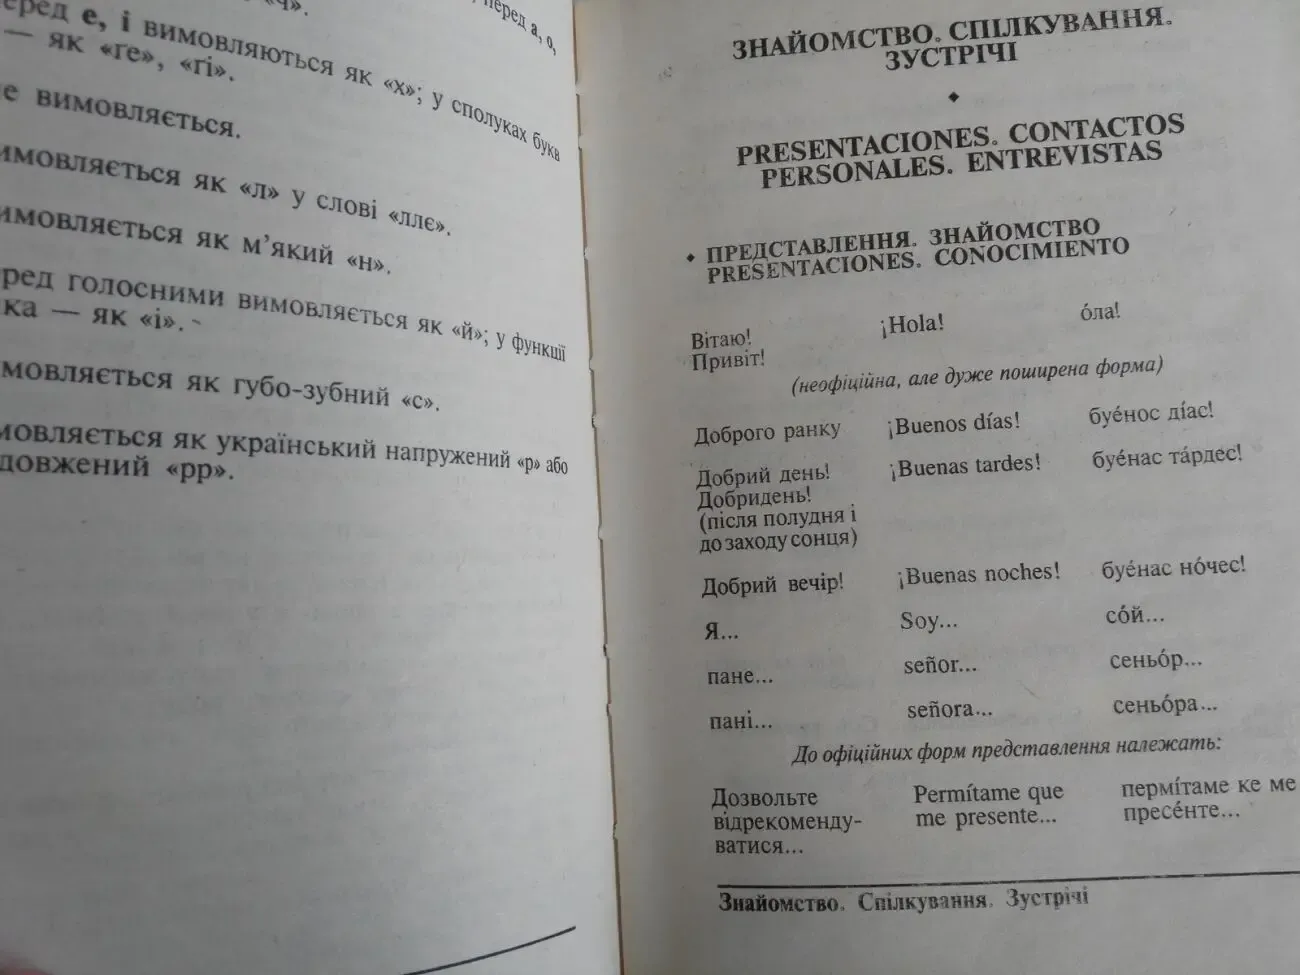 «ч».
перед а, о,
перед е, і вимовляються як «х»; у сполуках букв
— як «ґе», «ґі».
не вимовляється.
имовляється як «л» у слові «ллє».
имовляється як м’який «н».
еред голосними вимовляється як «й»; у функції
ка — як «і».
имовляється як губо-зубний «с».
мовляється як український напружений «р» або
довжений «рр».
ЗНАЙОМСТВО. СПІЛКУВАННЯ.
ЗУСТРІЧІ
◆
PRESENTACIONES. CONTACTOS
PERSONALES. ENTREVISTAS
◆ ПРЕДСТАВЛЕННЯ. ЗНАЙОМСТВО
PRESENTACIONES. CONOCIMIENTO
Вітаю! ¡Hola! óла!
Привіт!
(неофіційна, але дуже поширена форма)
Доброго ранку ¡Buenos días! буéнос дíас!
Добрий день! ¡Buenas tardes! буéнас тáрдес!
Добридень!
(після полудня і
до заходу сонця)
Добрий вечір! ¡Buenas noches! буéнас нóчес!
Я... Soy... сóй...
пане... señor... сеньóр...
пані... señora... сеньóра...
До офіційних форм представлення належать:
Дозвольте Permítame que пермíтаме ке ме
відрекоменду- me presente... пресéнте...
ватися...
Знайомство. Спілкування. Зустрічі